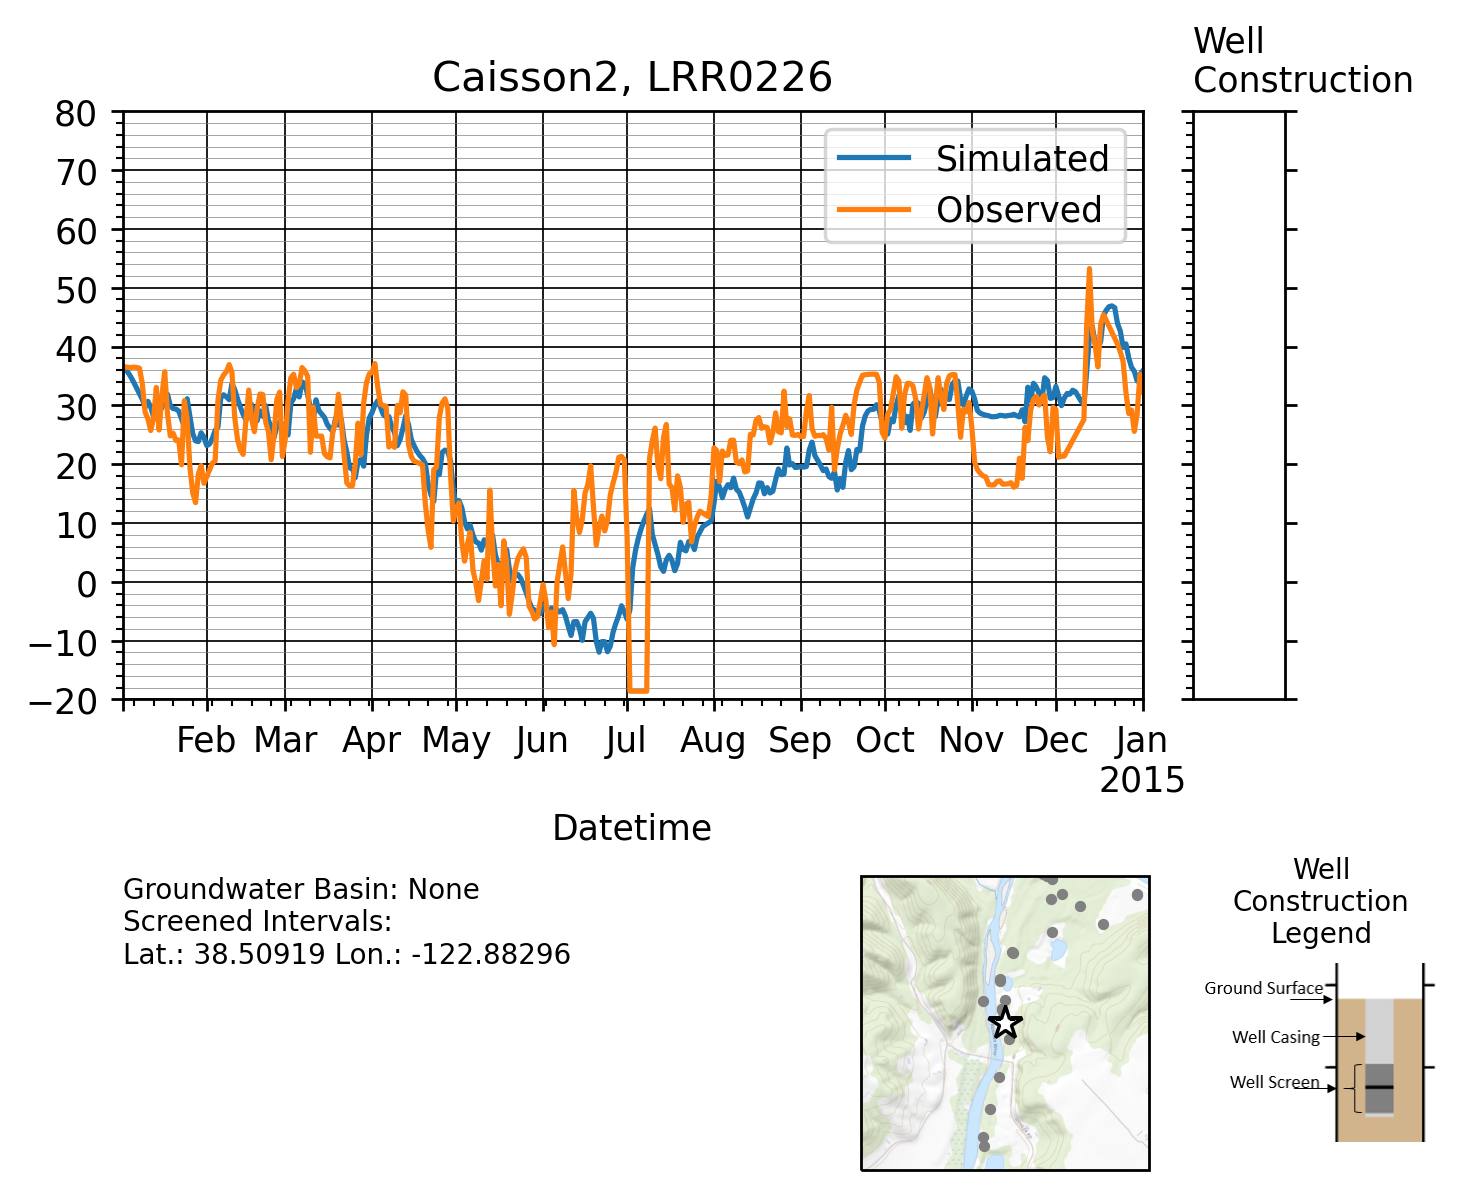 Well
Construction
Caisson2, LRR0226
Simulated
Observed
80
70
60
50
40
30
20
10
0
−10
−20
Feb Mar Apr May Jun Jul Aug Sep Oct Nov Dec Jan
2015
Datetime
Groundwater Basin: None
Screened Intervals:
Lat.: 38.50919 Lon.: -122.88296
Well
Construction
Legend
Ground Surface
Well Casing
Well Screen